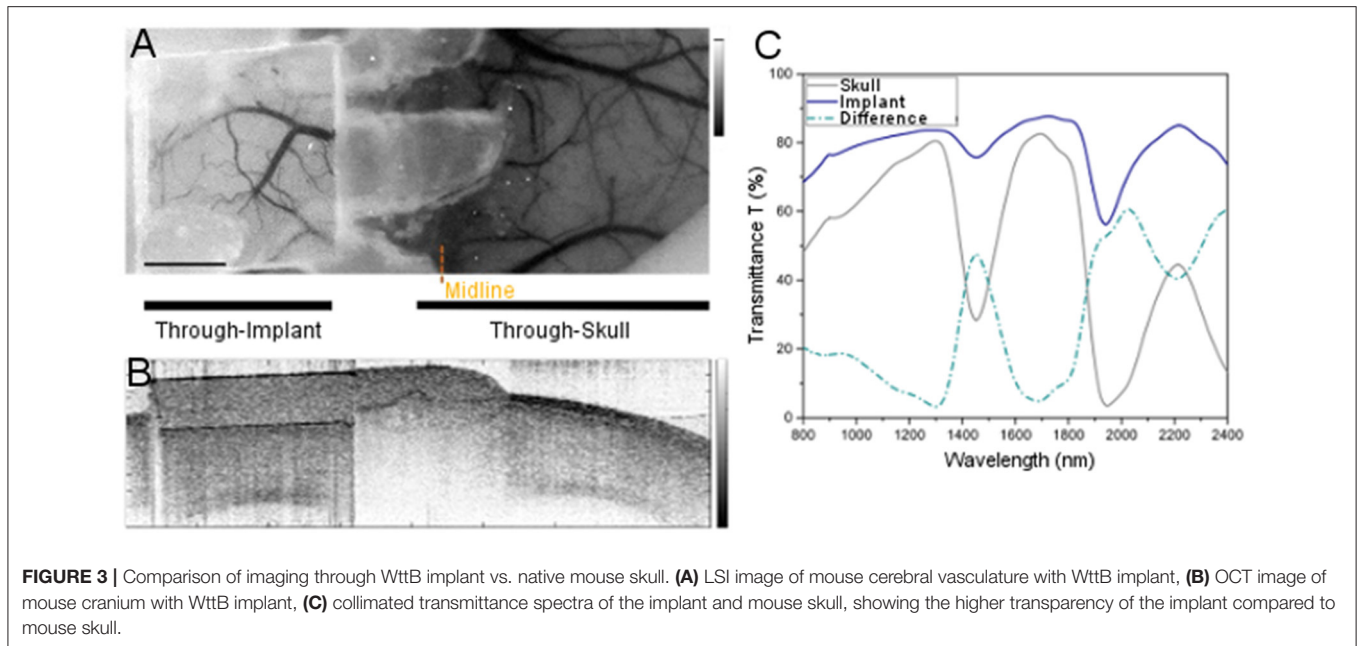 A
Midline
Through-Implant
Through-Skull
B
C
Skull
Implant
Difference
100
80
60
40
20
0
Transmittance T (%)
800 1000 1200 1400 1600 1800 2000 2200 2400
Wavelength (nm)
FIGURE 3 | Comparison of imaging through WttB implant vs. native mouse skull. (A) LSI image of mouse cerebral vasculature with WttB implant, (B) OCT image of
mouse cranium with WttB implant, (C) collimated transmittance spectra of the implant and mouse skull, showing the higher transparency of the implant compared to
mouse skull.